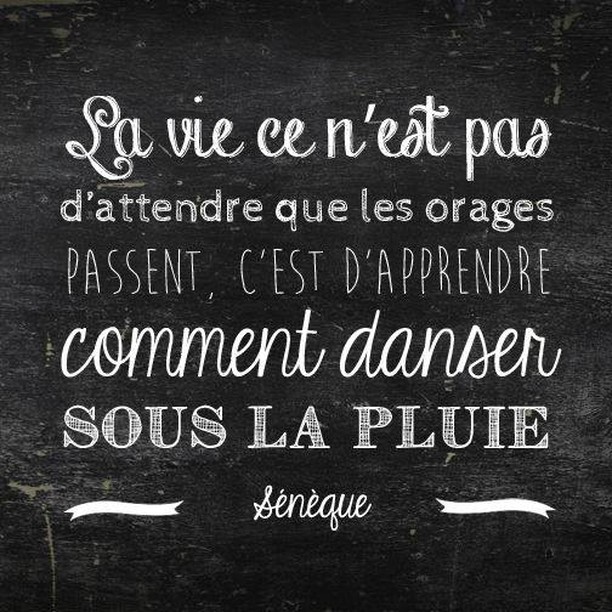 La vie ce n'est pas
d'attendre que les orages
PASSENT, C'EST D'APPRENDRE
comment danser
SOUS LA PLUIE
Sénèque